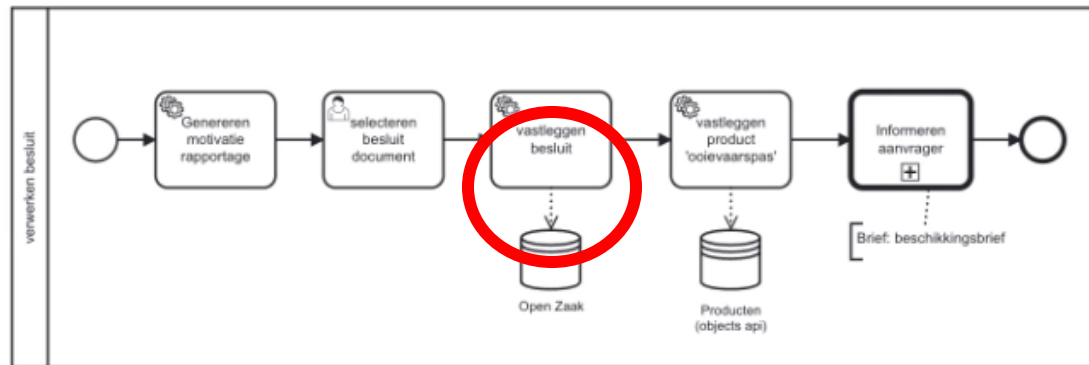 verwerken besluit
Genereren
motivatie
rapportage
selecteren
besluit
document
vastleggen
besluit
vastleggen
product
'ooievaarspas'
Informeren
aanvrager
Brief: beschikkingsbrief
Open Zaak
Producten
(objects api)